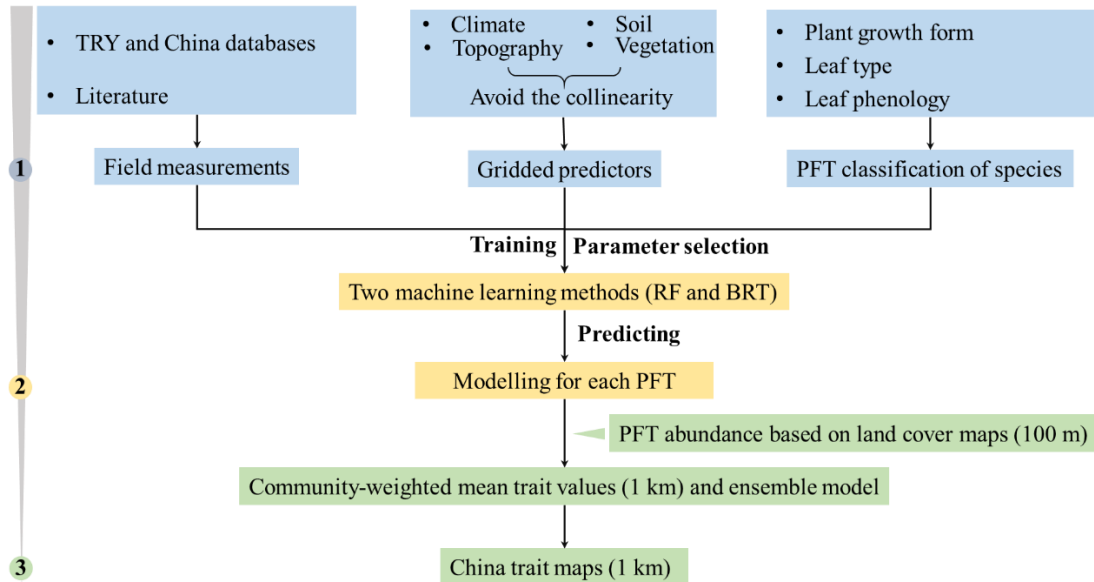 • TRY and China databases
• Literature
• Climate • Soil
• Topography • Vegetation
Avoid the collinearity
• Plant growth form
• Leaf type
• Leaf phenology
1
Field measurements
Gridded predictors
PFT classification of species
Training Parameter selection
Two machine learning methods (RF and BRT)
Predicting
2
Modelling for each PFT
PFT abundance based on land cover maps (100 m)
Community-weighted mean trait values (1 km) and ensemble model
3
China trait maps (1 km)